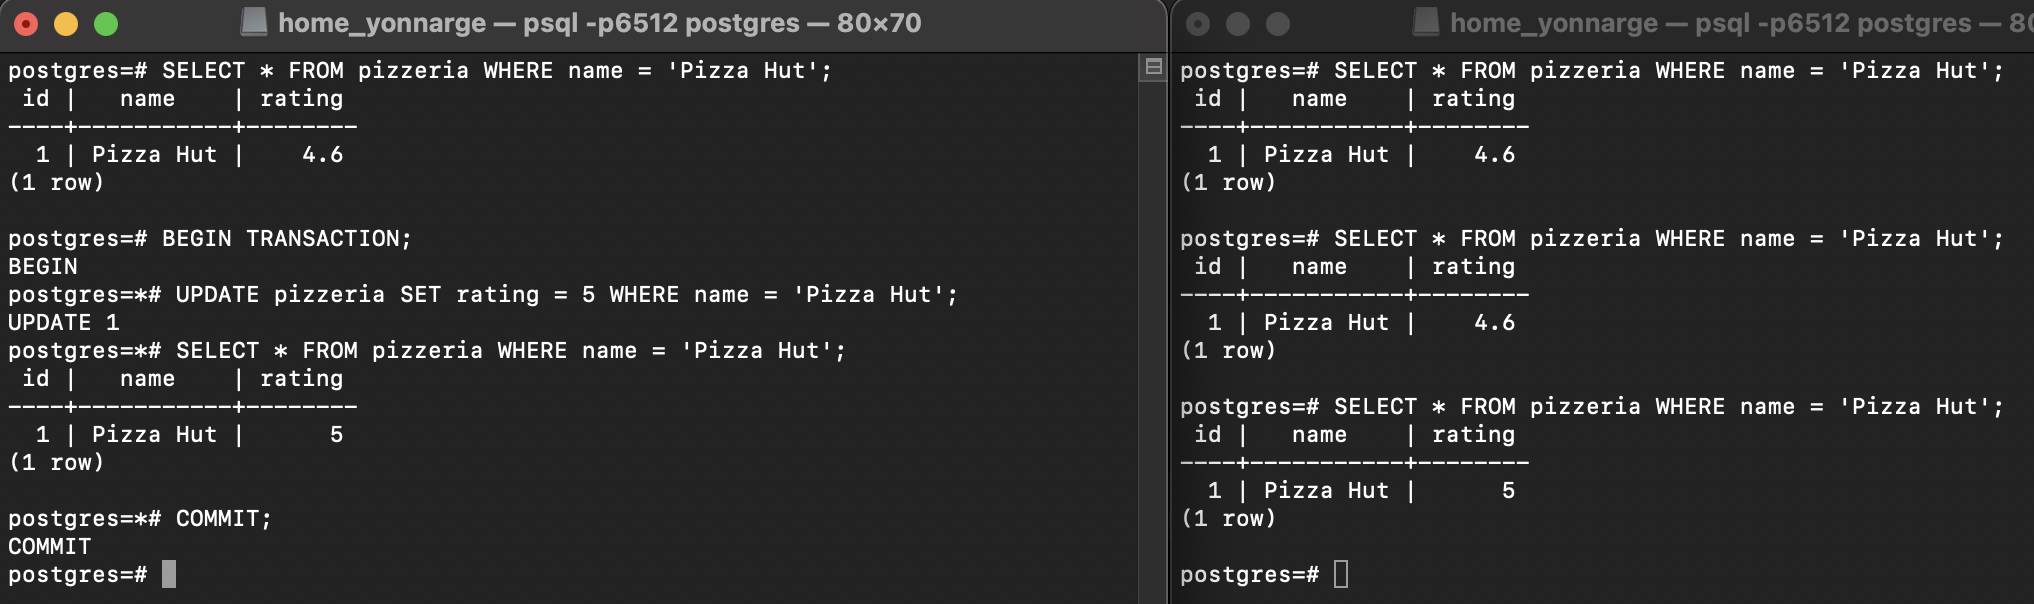 home_yonnarge — psql -p6512 postgres — 80×70
postgres=# SELECT * FROM pizzeria WHERE name = 'Pizza Hut';
 id |   name    | rating
----+-----------+--------
  1 | Pizza Hut |    4.6
(1 row)

postgres=# BEGIN TRANSACTION;
BEGIN
postgres=*# UPDATE pizzeria SET rating = 5 WHERE name = 'Pizza Hut';
UPDATE 1
postgres=*# SELECT * FROM pizzeria WHERE name = 'Pizza Hut';
 id |   name    | rating
----+-----------+--------
  1 | Pizza Hut |      5
(1 row)

postgres=*# COMMIT;
COMMIT
postgres=#
home_yonnarge — psql -p6512 postgres — 80
postgres=# SELECT * FROM pizzeria WHERE name = 'Pizza Hut';
 id |   name    | rating
----+-----------+--------
  1 | Pizza Hut |    4.6
(1 row)

postgres=# SELECT * FROM pizzeria WHERE name = 'Pizza Hut';
 id |   name    | rating
----+-----------+--------
  1 | Pizza Hut |    4.6
(1 row)

postgres=# SELECT * FROM pizzeria WHERE name = 'Pizza Hut';
 id |   name    | rating
----+-----------+--------
  1 | Pizza Hut |      5
(1 row)

postgres=#